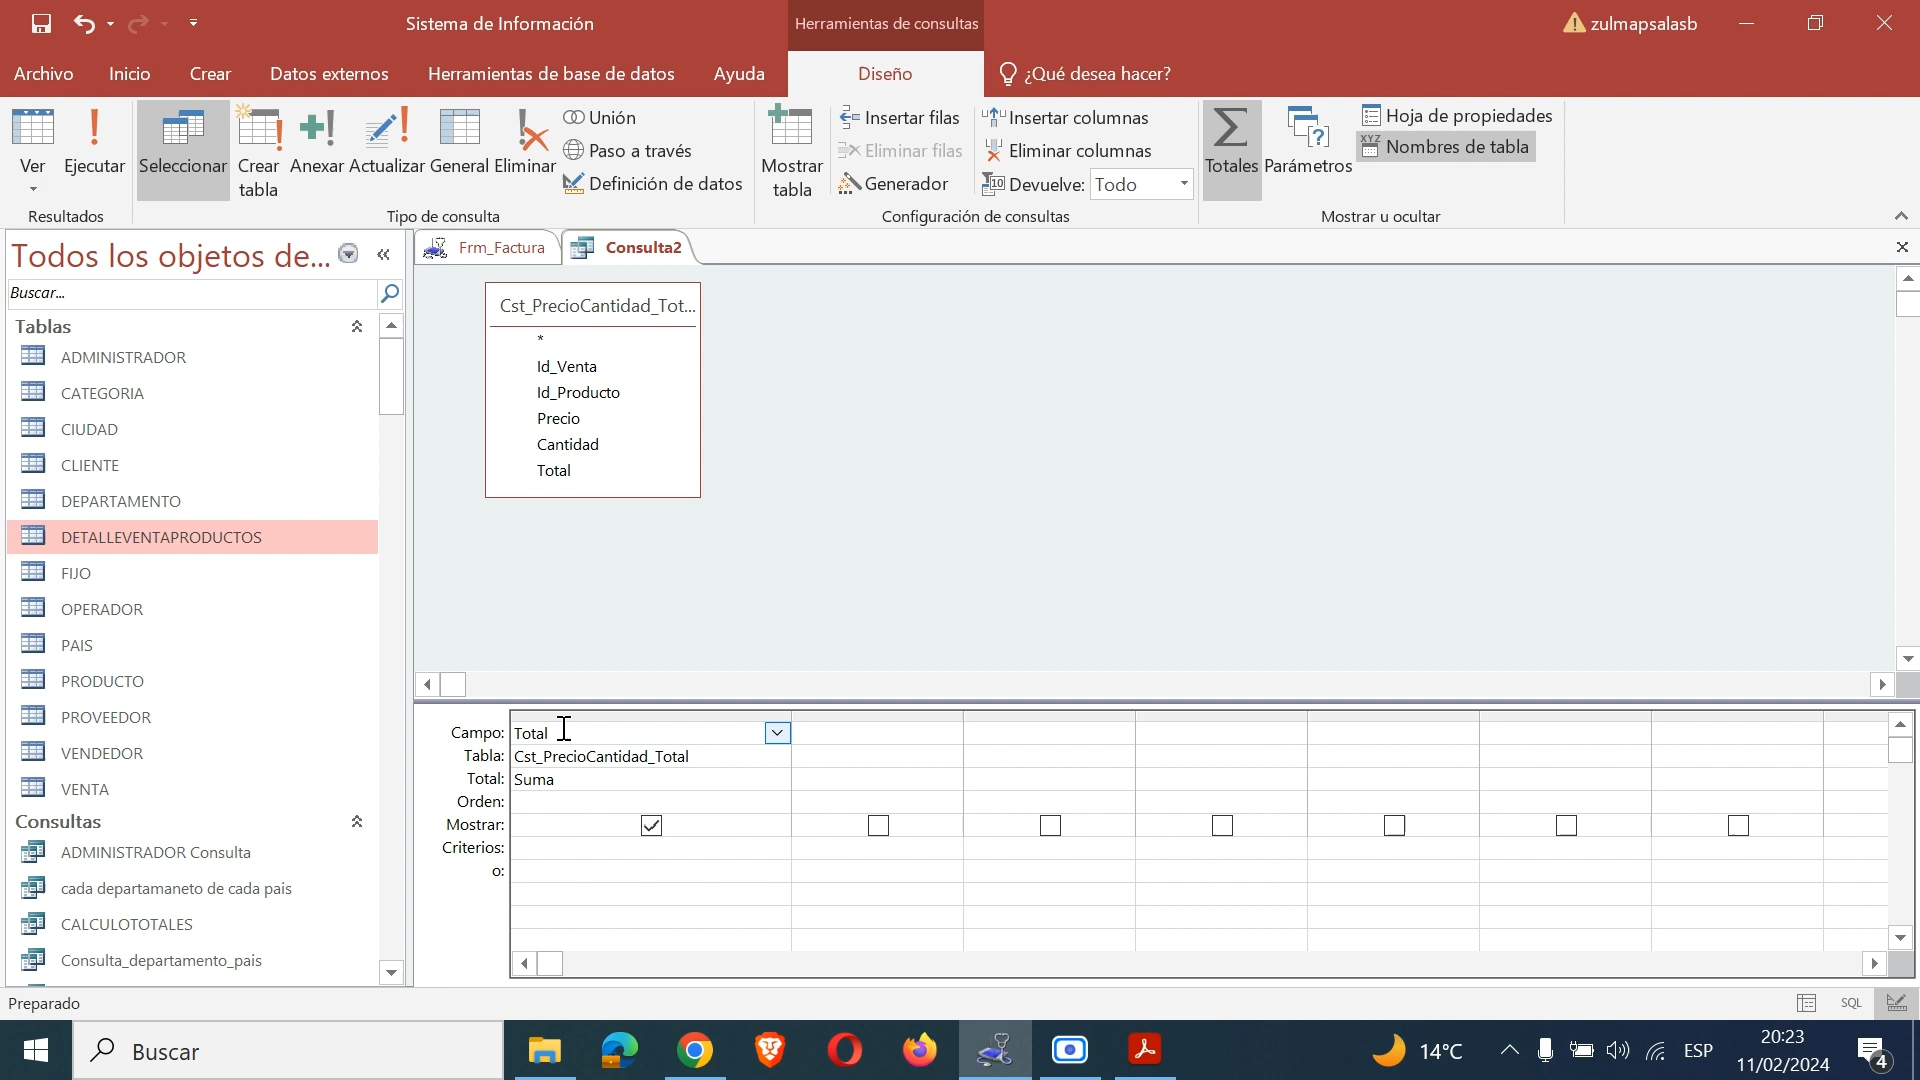 Sistema de Información
Herramientas de consultas
zulmapsalasb
Archivo Inicio Crear Datos externos Herramientas de base de datos Ayuda Diseño ¿Qué desea hacer?
Ver
Ejecutar
Seleccionar
Crear tabla
Anexar
Actualizar
General
Eliminar
Unión
Paso a través
Definición de datos
Mostrar tabla
Insertar filas
Eliminar filas
Generador
Insertar columnas
Eliminar columnas
Devuelve: Todo
Totales
Parámetros
Hoja de propiedades
XYZ
Nombres de tabla
Resultados
Tipo de consulta
Configuración de consultas
Mostrar u ocultar
Todos los objetos de...
Buscar...
Tablas
ADMINISTRADOR
CATEGORIA
CIUDAD
CLIENTE
DEPARTAMENTO
DETALLEVENTAPRODUCTOS
FIJO
OPERADOR
PAIS
PRODUCTO
PROVEEDOR
VENDEDOR
VENTA
Consultas
ADMINISTRADOR Consulta
cada departamaneto de cada pais
CALCULOTOTALES
Consulta_departamento_pais
Frm_Factura
Consulta2
Cst_PrecioCantidad_Tot...
*
Id_Venta
Id_Producto
Precio
Cantidad
Total
Campo: Total
Tabla: Cst_PrecioCantidad_Total
Total: Suma
Orden:
Mostrar:
Criterios:
o:
Preparado
SQL
Buscar
14°C
ESP
20:23
11/02/2024
4